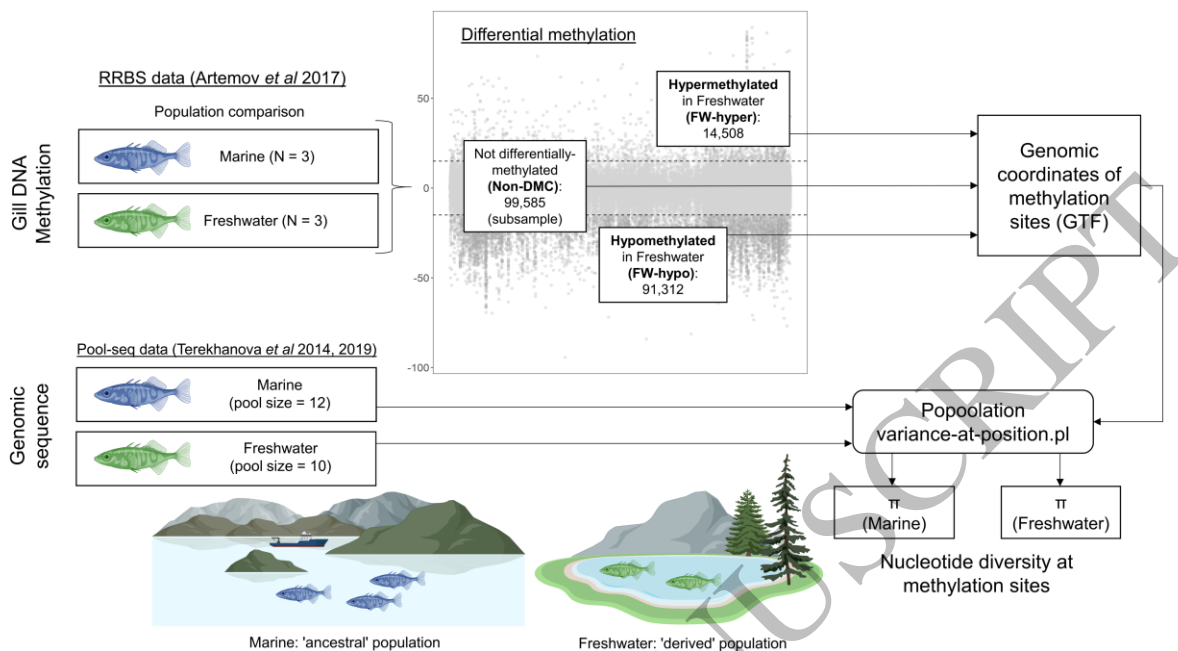 Gill DNA
Methylation
RRBS data (Artemov et al 2017)
Population comparison
Marine (N = 3)
Freshwater (N = 3)
Differential methylation
50
0
-50
-100
Hypermethylated
in Freshwater
(FW-hyper):
14,508
Not differentially-
methylated
(Non-DMC):
99,585
(subsample)
Hypomethylated
in Freshwater
(FW-hypo):
91,312
Genomic
coordinates of
methylation
sites (GTF)
Genomic
sequence
Pool-seq data (Terekhanova et al 2014, 2019)
Marine
(pool size = 12)
Freshwater
(pool size = 10)
Popoolation
variance-at-position.pl
π
(Marine)
π
(Freshwater)
Nucleotide diversity at
methylation sites
Marine: 'ancestral' population
Freshwater: 'derived' population
USCRIPT